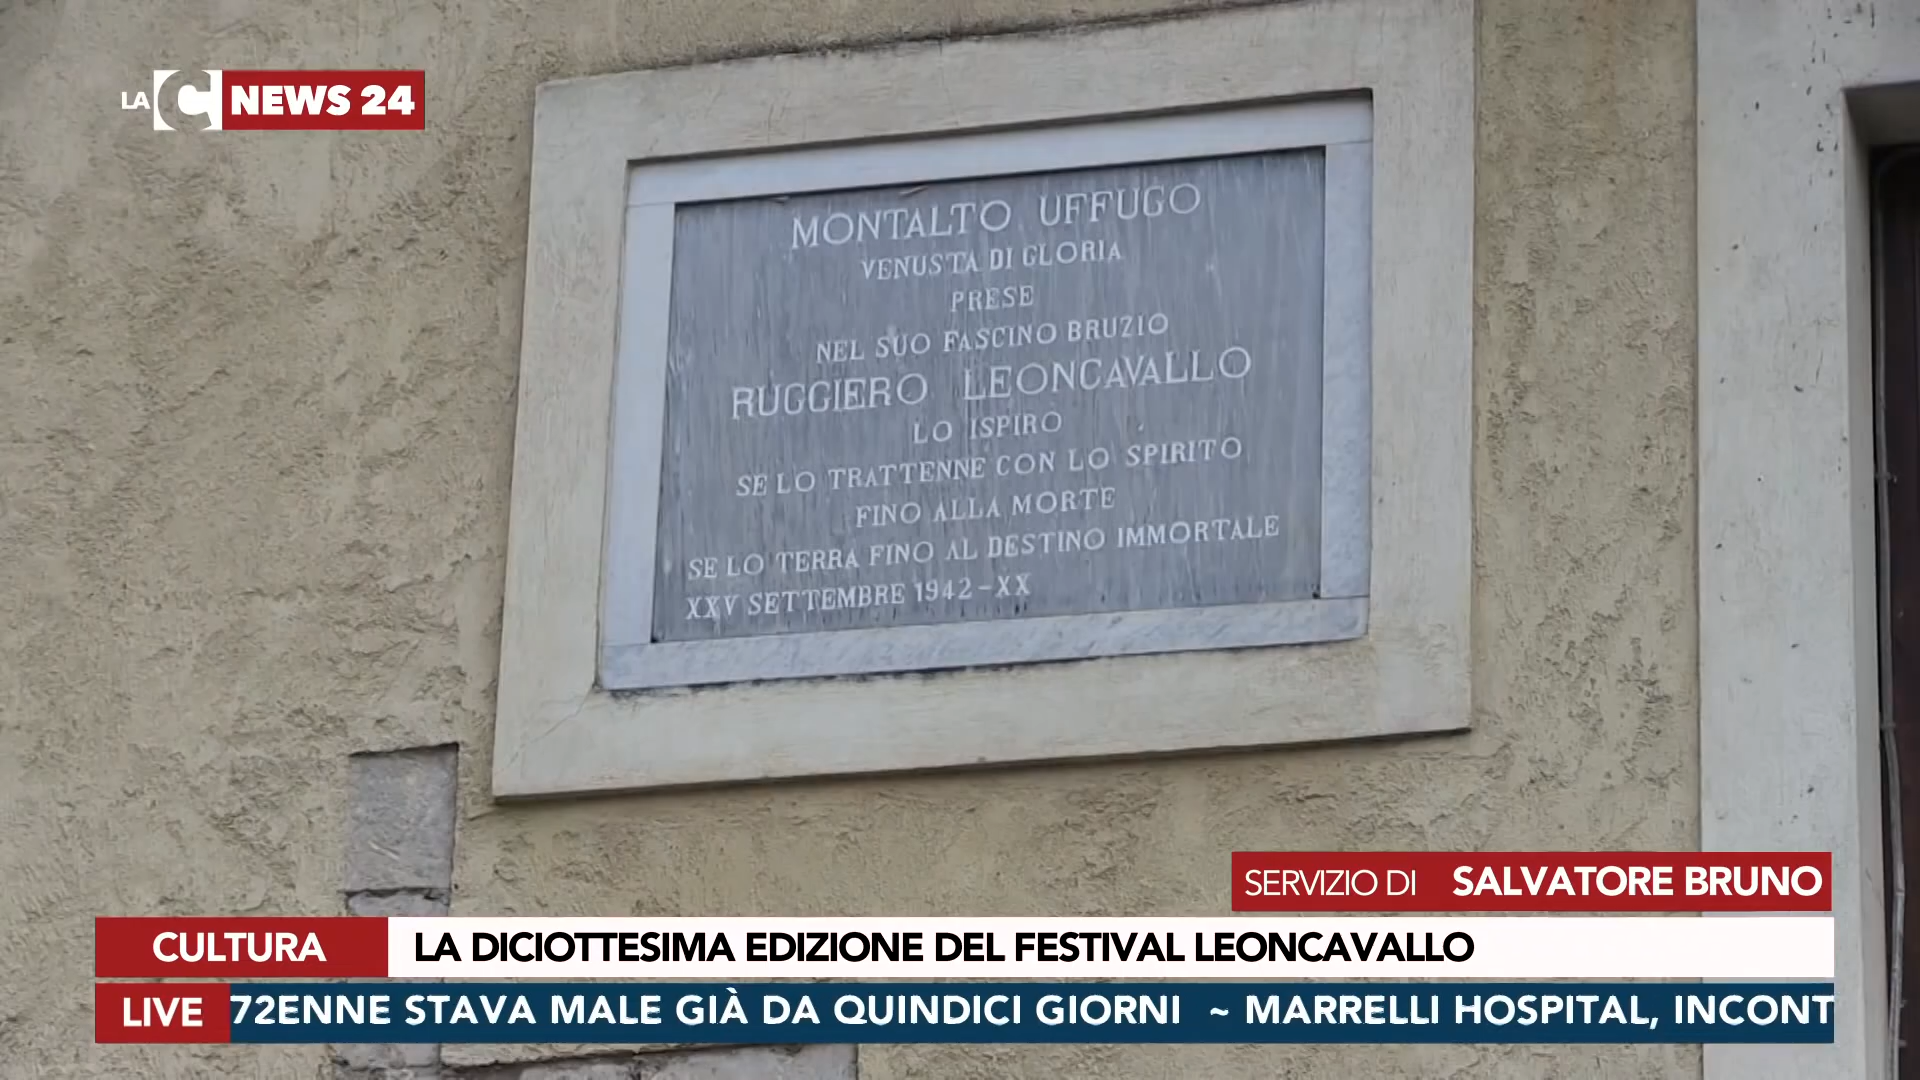 LA C NEWS 24
MONTALTO UFFUGO
VENUSTA DI GLORIA
PRESE
NEL SUO FASCINO BRUZIO
RUGGIERO LEONCAVALLO
LO ISPIRO
SE LO TRATTENNE CON LO SPIRITO
FINO ALLA MORTE
SE LO TERRA FINO AL DESTINO IMMORTALE
XXV SETTEMBRE 1942-XX
SERVIZIO DI SALVATORE BRUNO
CULTURA LA DICIOTTESIMA EDIZIONE DEL FESTIVAL LEONCAVALLO
LIVE 72ENNE STAVA MALE GIÀ DA QUINDICI GIORNI ~ MARRELLI HOSPITAL, INCONT